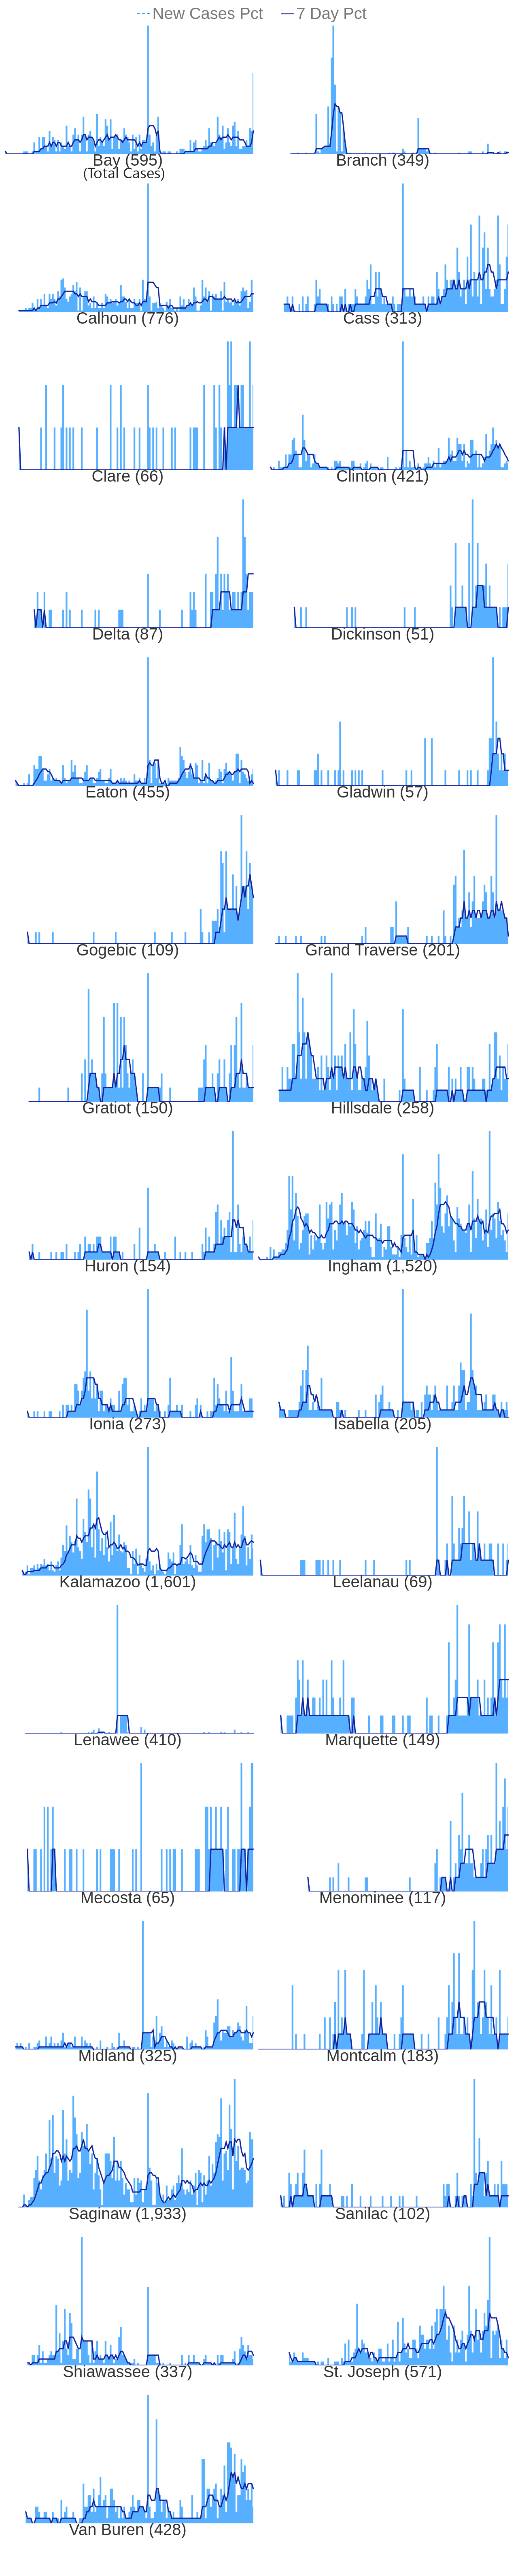 New Cases Pct 7 Day Pct
Bay (595) Branch (349)
(Total Cases)
Calhoun (776) Cass (313)
Clare (66) Clinton (421)
Delta (87) Dickinson (51)
Eaton (455) Gladwin (57)
Gogebic (109) Grand Traverse (201)
Gratiot (150) Hillsdale (258)
Huron (154) Ingham (1,520)
Ionia (273) Isabella (205)
Kalamazoo (1,601) Leelanau (69)
Lenawee (410) Marquette (149)
Mecosta (65) Menominee (117)
Midland (325) Montcalm (183)
Saginaw (1,933) Sanilac (102)
Shiawassee (337) St. Joseph (571)
Van Buren (428)